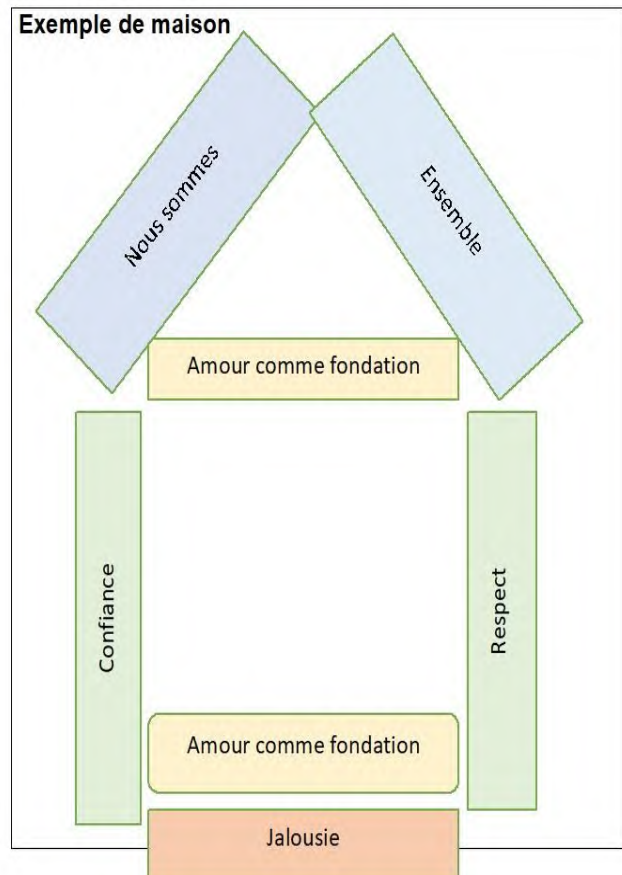 Exemple de maison
Nous sommes
Ensemble
Amour comme fondation
Confiance
Respect
Amour comme fondation
Jalousie